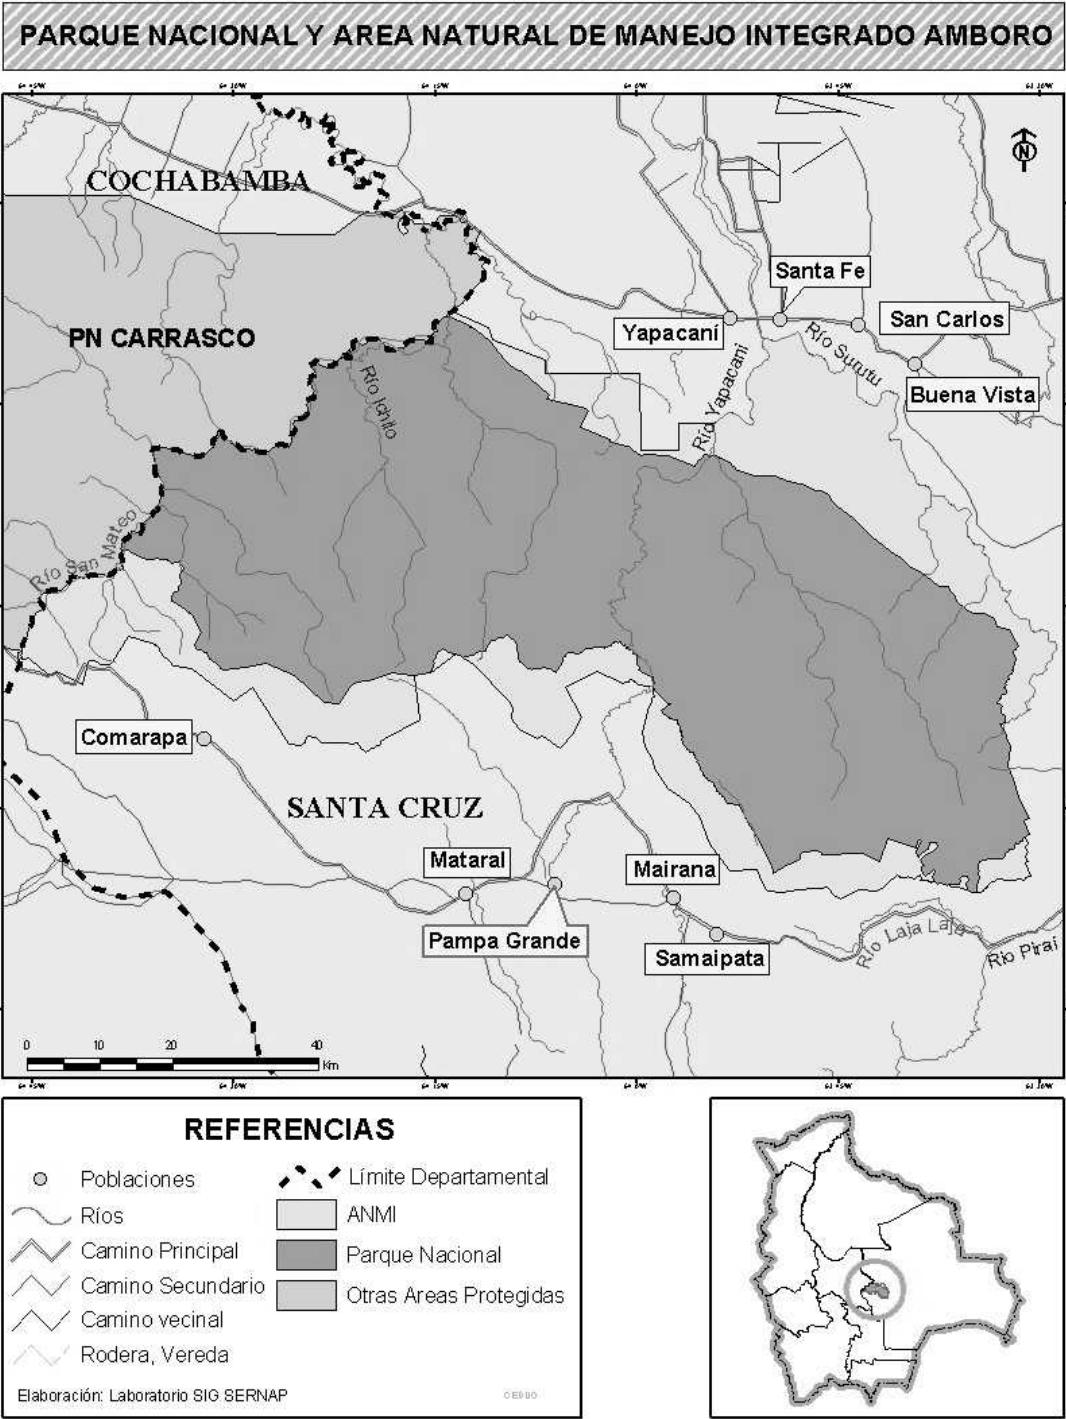 PARQUE NACIONAL Y AREA NATURAL DE MANEJO INTEGRADO AMBORO
N
COCHABAMBA
Santa Fe
PN CARRASCO
Yapacaní
San Carlos
Río Surutu
Río Yapacaní
Río Ichilo
Buena Vista
Río San Mateo
Comarapa
SANTA CRUZ
Mataral
Mairana
Pampa Grande
Samaipata
Río Laja Laja
Rio Pirai
0 10 20 40
Km
REFERENCIAS
Poblaciones
Ríos
Camino Principal
Camino Secundario
Camino vecinal
Rodera, Vereda
Límite Departamental
ANMI
Parque Nacional
Otras Areas Protegidas
Elaboración: Laboratorio SIG SERNAP